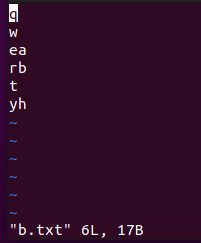 q
w
ea
rb
t
yh
~
~
~
~
~
~
"b.txt" 6L, 17B